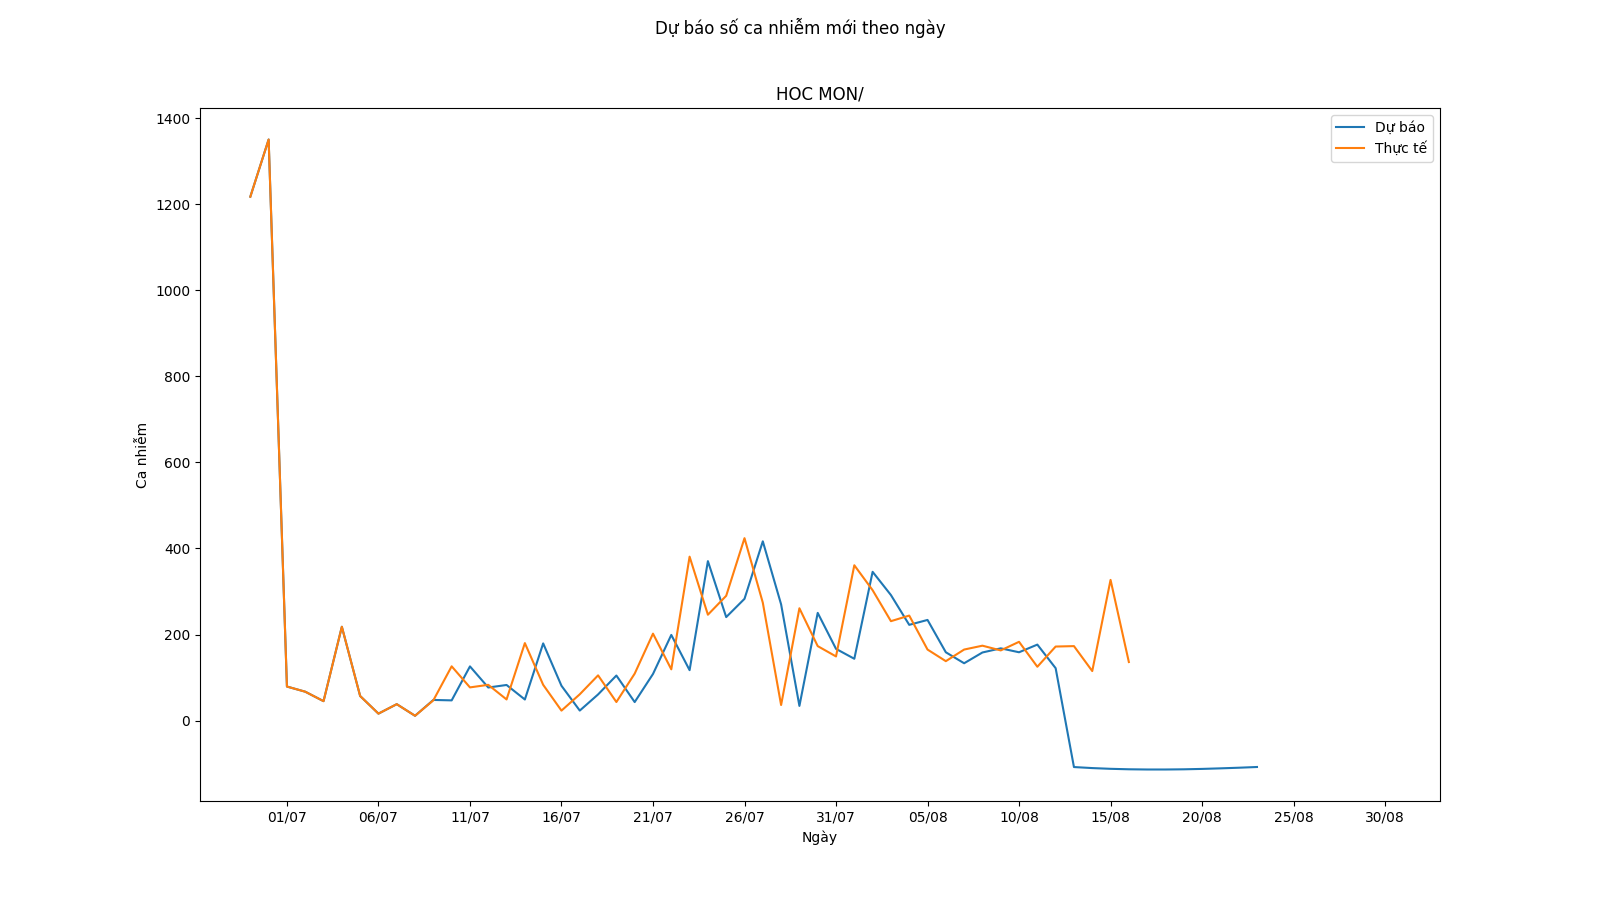 Dự báo số ca nhiễm mới theo ngày
HOC MON/
Dự báo
Thực tế
1400
1200
1000
800
600
400
200
0
Ca nhiễm
01/07 06/07 11/07 16/07 21/07 26/07 31/07 05/08 10/08 15/08 20/08 25/08 30/08
Ngày